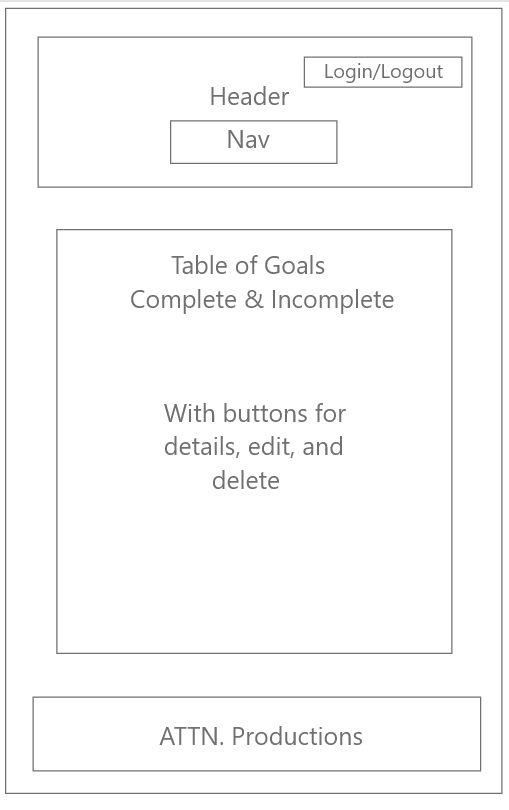 Login/Logout
Header
Nav
Table of Goals
Complete & Incomplete
With buttons for
details, edit, and
delete
ATTN. Productions